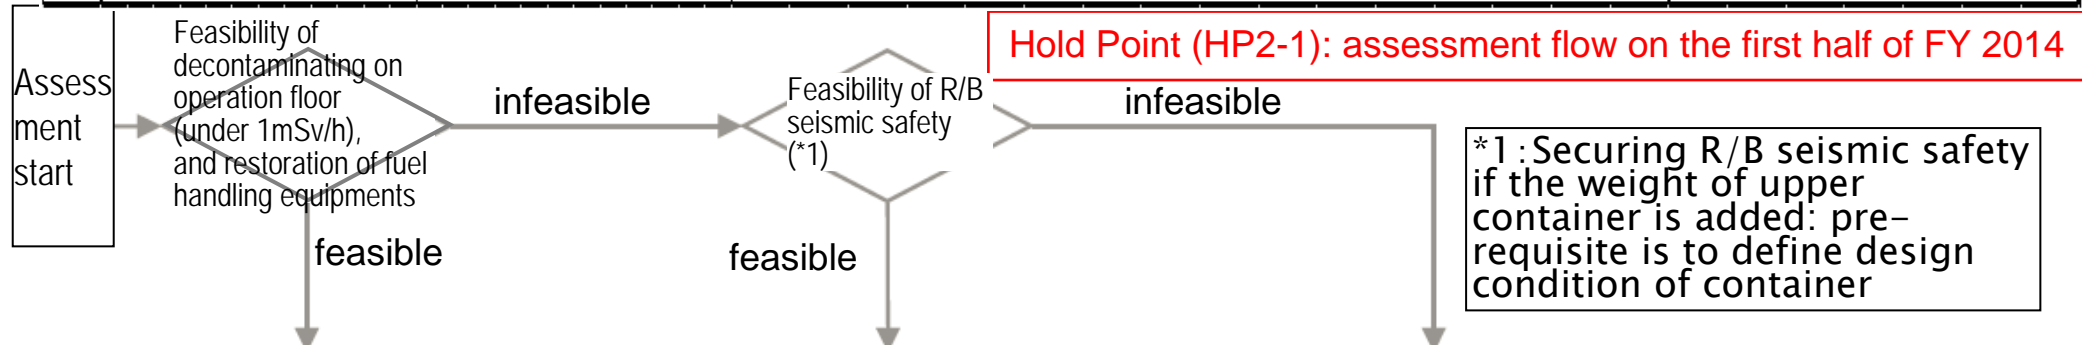 Hold Point (HP2-1): assessment flow on the first half of FY 2014
Assess
ment
start
Feasibility of
decontaminating on
operation floor
(under 1mSv/h),
and restoration of fuel
handling equipments
infeasible
feasible
Feasibility of R/B
seismic safety
(*1)
infeasible
feasible
*1:Securing R/B seismic safety
if the weight of upper
container is added: pre-
requisite is to define design
condition of container